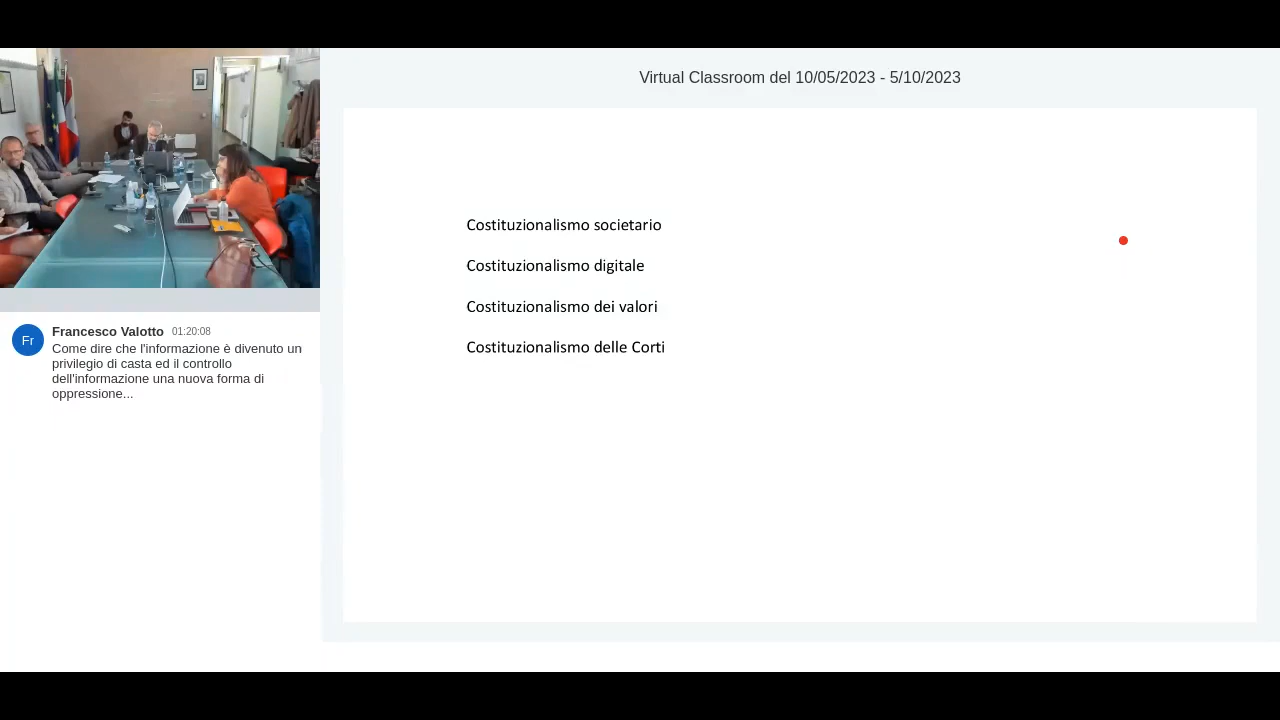 Virtual Classroom del 10/05/2023 - 5/10/2023
Costituzionalismo societario
Costituzionalismo digitale
Costituzionalismo dei valori
Costituzionalismo delle Corti
Fr
Francesco Valotto 01:20:08
Come dire che l'informazione è divenuto un
privilegio di casta ed il controllo
dell'informazione una nuova forma di
oppressione...